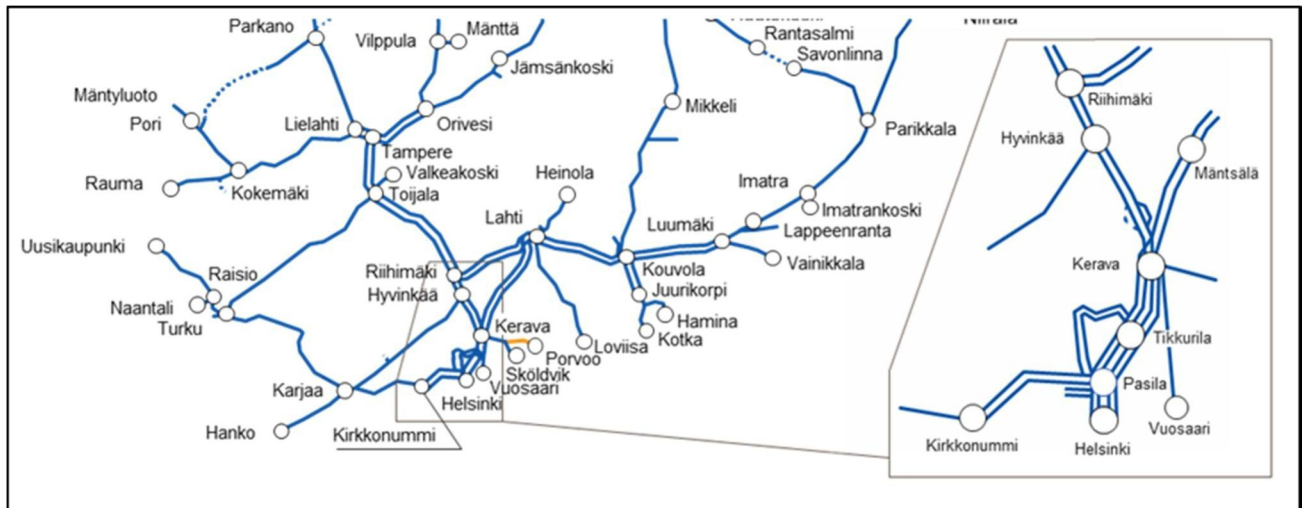 Parkano
Vilppula
Mänttä
Rantasalmi
Savonlinna
Jämsänkoski
Mäntyluoto
Pori
Lielahti
Orivesi
Mikkeli
Parikkala
Tampere
Valkeakoski
Toijala
Rauma
Kokemäki
Heinola
Imatra
Imatrankoski
Lahti
Luumäki
Lappeenranta
Vainikkala
Uusikaupunki
Raisio
Naantali
Turku
Riihimäki
Hyvinkää
Kouvola
Juurikorpi
Hamina
Kotka
Kerava
Porvoo
Loviisa
Sköldvik
Vuosaari
Karjaa
Helsinki
Hanko
Kirkkonummi
Riihimäki
Hyvinkää
Mäntsälä
Kerava
Tikkurila
Pasila
Vuosaari
Kirkkonummi
Helsinki